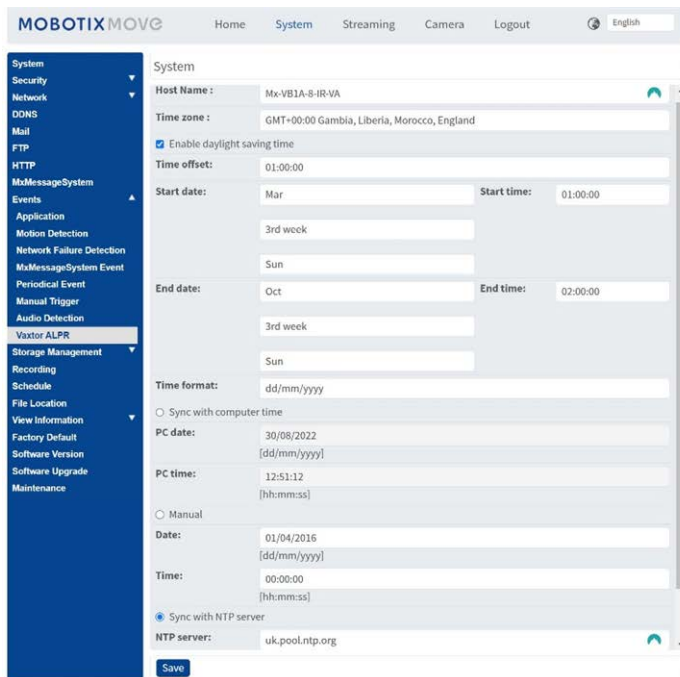 MOBOTIX MOVE
Home System Streaming Camera Logout English
System
Security
Network
DDNS
Mail
FTP
HTTP
MxMessageSystem
Events
Application
Motion Detection
Network Failure Detection
MxMessageSystem Event
Periodical Event
Manual Trigger
Audio Detection
Vaxtor ALPR
Storage Management
Recording
Schedule
File Location
View Information
Factory Default
Software Version
Software Upgrade
Maintenance
System
Host Name : Mx-VB1A-8-IR-VA
Time zone : GMT+00:00 Gambia, Liberia, Morocco, England
Enable daylight saving time
Time offset: 01:00:00
Start date: Mar Start time: 01:00:00
3rd week
Sun
End date: Oct End time: 02:00:00
3rd week
Sun
Time format: dd/mm/yyyy
Sync with computer time
PC date: 30/08/2022
[dd/mm/yyyy]
PC time: 12:51:12
[hh:mm:ss]
Manual
Date: 01/04/2016
[dd/mm/yyyy]
Time: 00:00:00
[hh:mm:ss]
Sync with NTP server
NTP server: uk.pool.ntp.org
Save